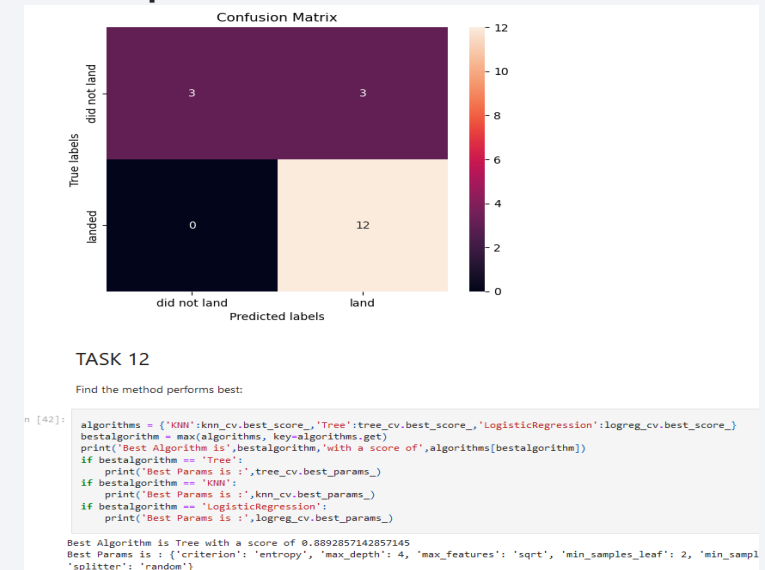 Confusion Matrix
did not land
3
3
True labels
landed
0
12
did not land
land
Predicted labels
12
10
8
6
4
2
0
TASK 12
Find the method performs best:
n [42]:
algorithms = {'KNN':knn_cv.best_score_,'Tree':tree_cv.best_score_,'LogisticRegression':logreg_cv.best_score_}
bestalgorithm = max(algorithms, key=algorithms.get)
print('Best Algorithm is',bestalgorithm,'with a score of',algorithms[bestalgorithm])
if bestalgorithm == 'Tree':
    print('Best Params is :',tree_cv.best_params_)
if bestalgorithm == 'KNN':
    print('Best Params is :',knn_cv.best_params_)
if bestalgorithm == 'LogisticRegression':
    print('Best Params is :',logreg_cv.best_params_)
Best Algorithm is Tree with a score of 0.8892857142857145
Best Params is : {'criterion': 'entropy', 'max_depth': 4, 'max_features': 'sqrt', 'min_samples_leaf': 2, 'min_sampl
'splitter': 'random'}